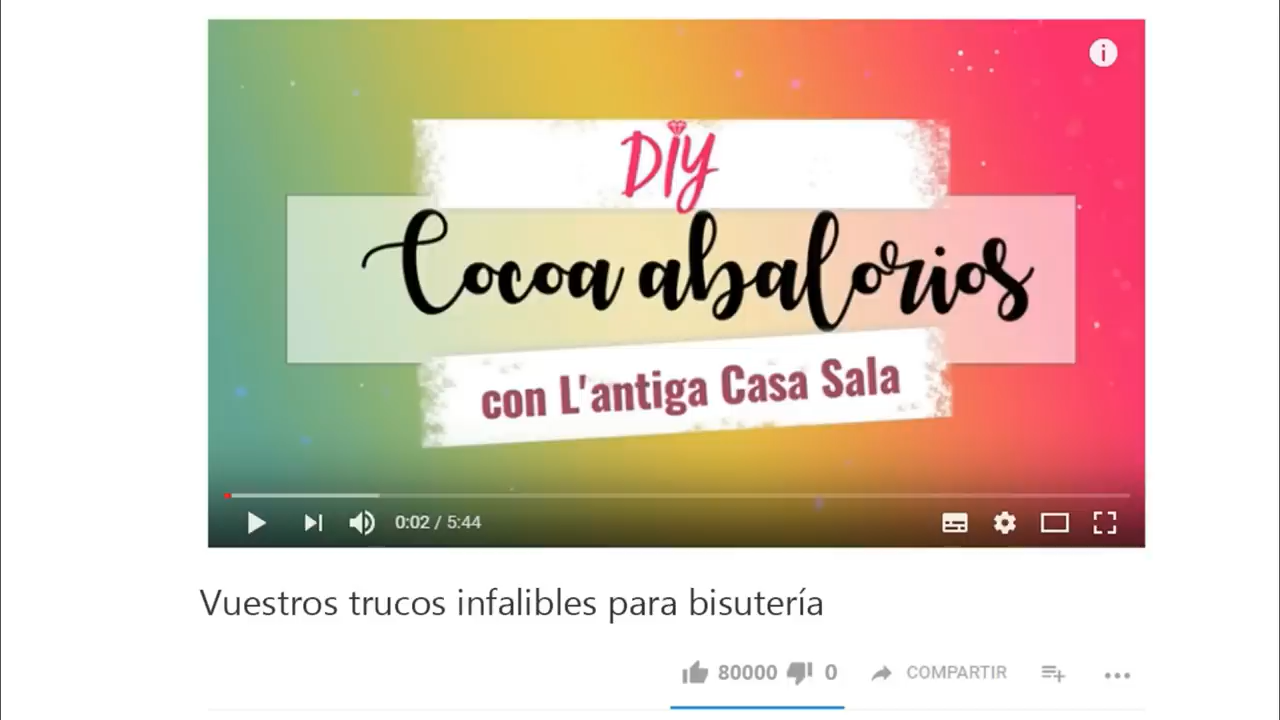 DIY
Cocoa abalorios
con L'antiga Casa Sala
0:02 / 5:44
Vuestros trucos infalibles para bisutería
80000 0 COMPARTIR